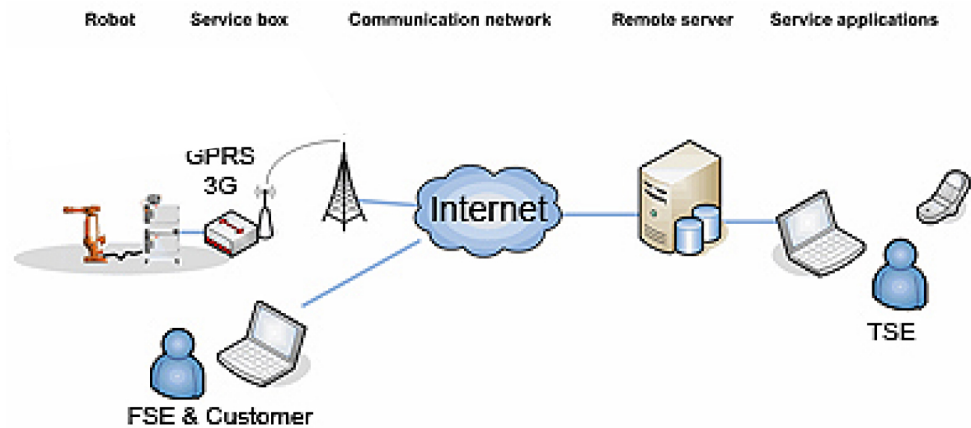 Robot
Service box
Communication network
Remote server
Service applications
GPRS
3G
Internet
TSE
FSE & Customer